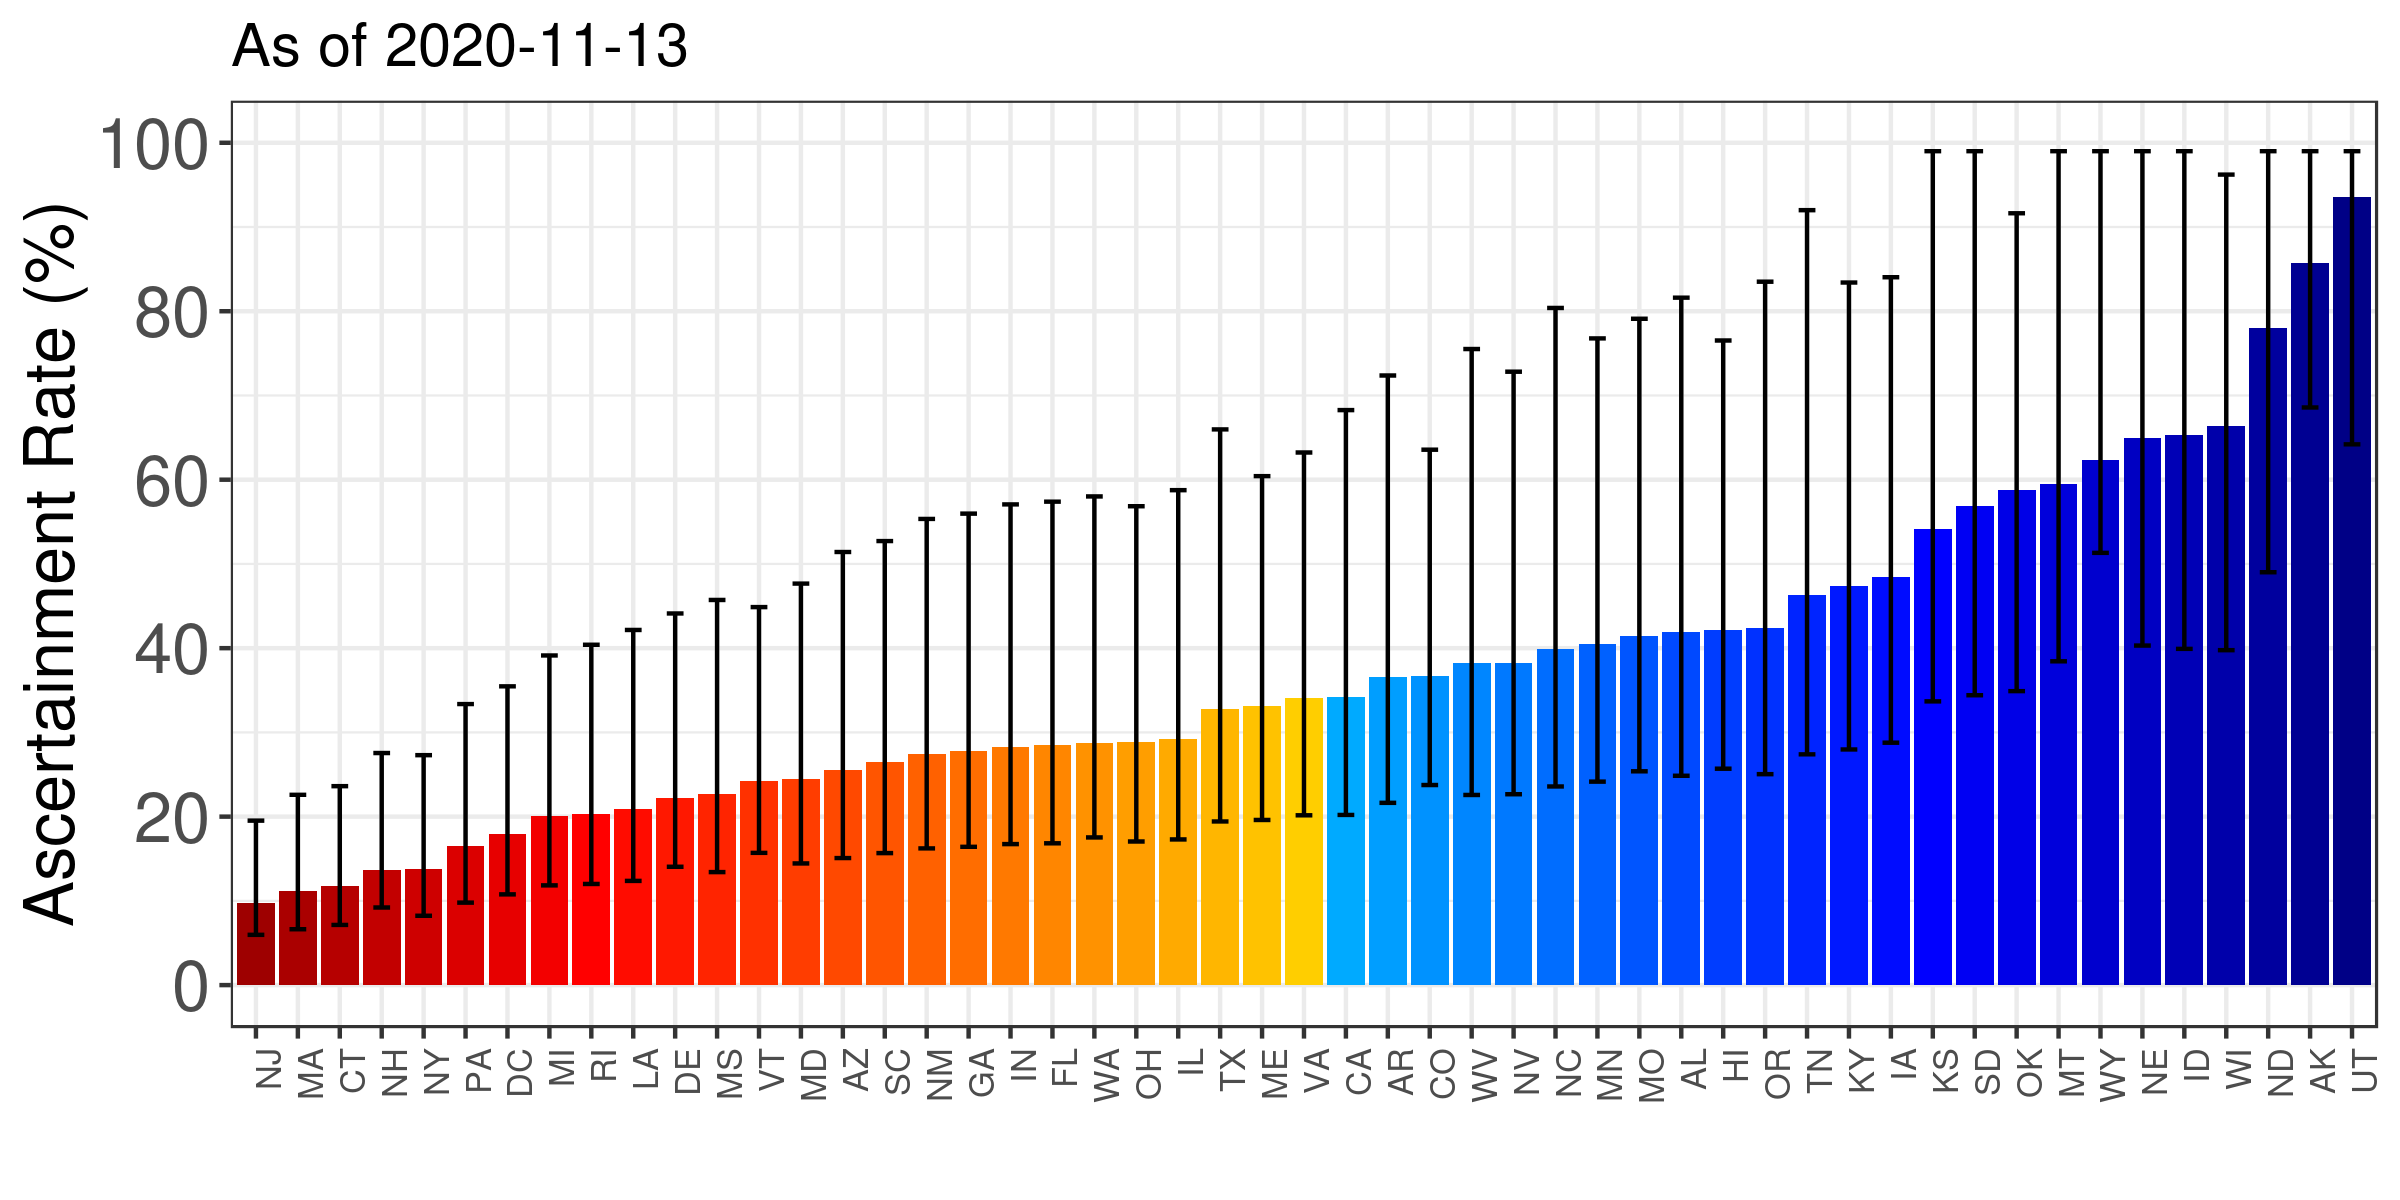 As of 2020-11-13
Ascertainment Rate (%)
100
80
60
40
20
0
NJ MA CT NH NY PA DC MI RI LA DE MS VT MD AZ SC NM GA IN FL WA OH IL TX ME VA CA AR CO WV NV NC MN MO AL HI OR TN KY IA KS SD OK MT WY NE ID WI ND AK UT